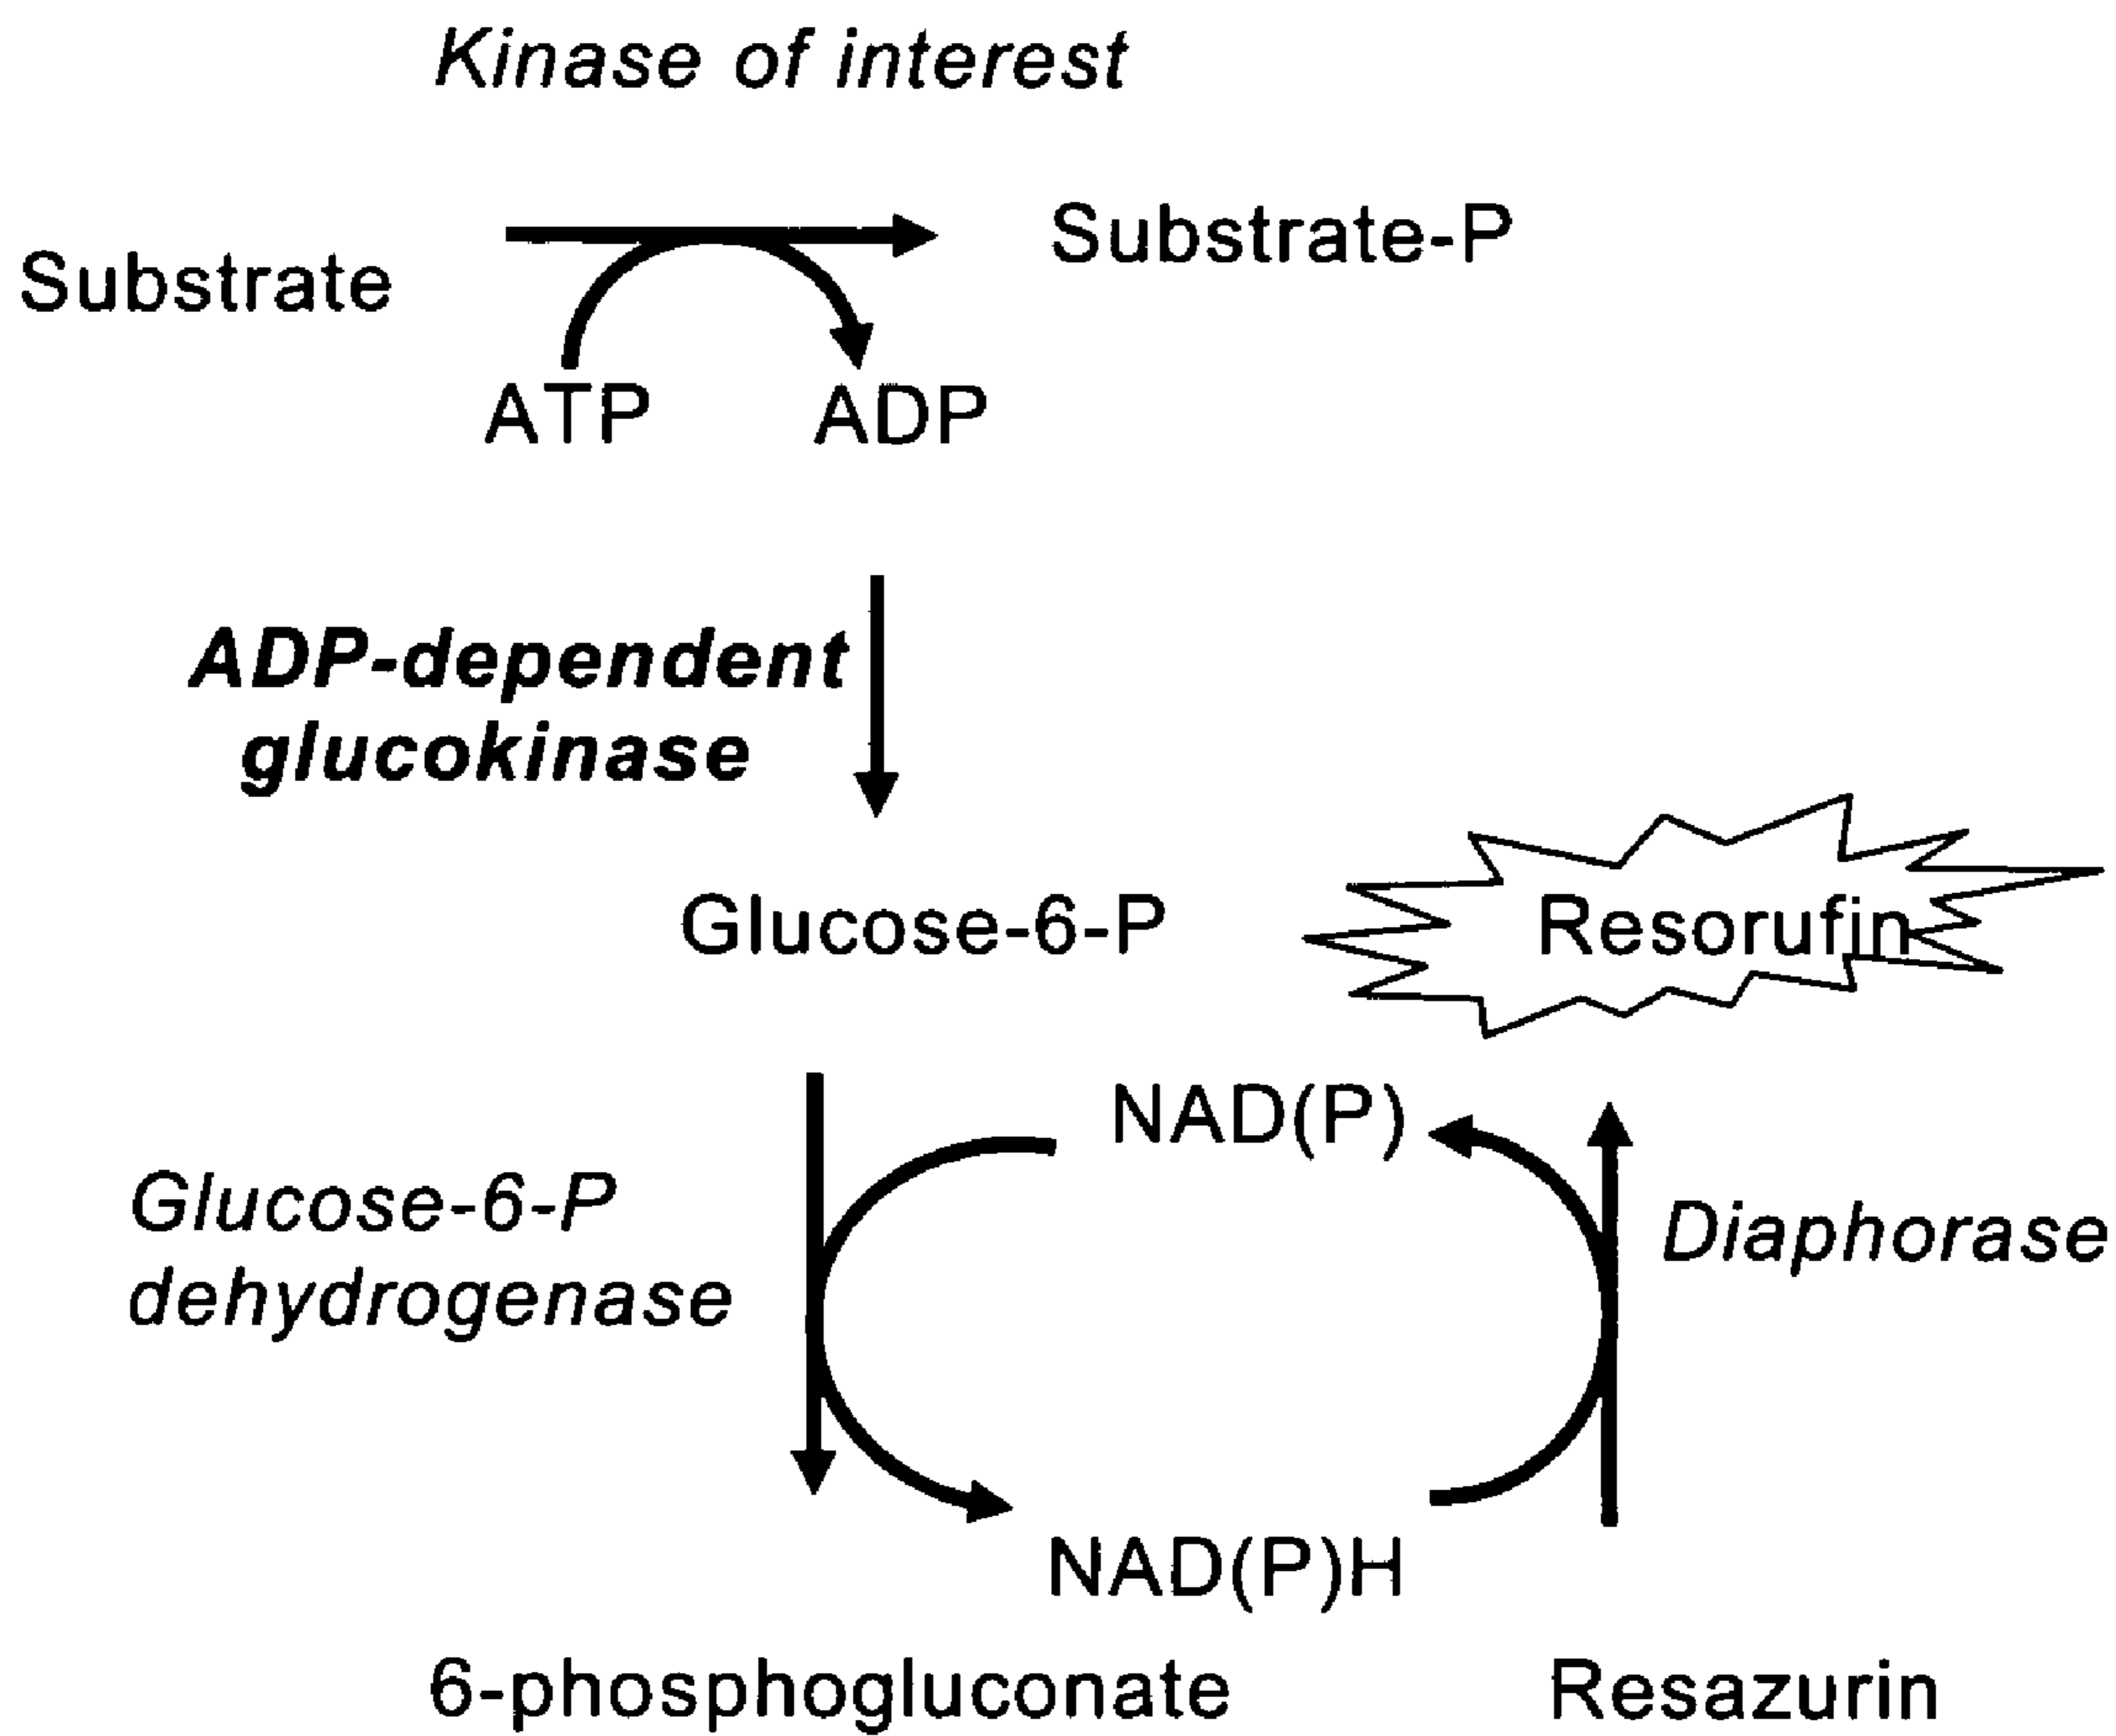 Kinase of interest
Substrate
Substrate-P
ATP
ADP
ADP-dependent
glucokinase
Glucose-6-P
Resorufin
NAD(P)
Glucose-6-P
dehydrogenase
Diaphorase
NAD(P)H
6-phosphogluconate
Resazurin